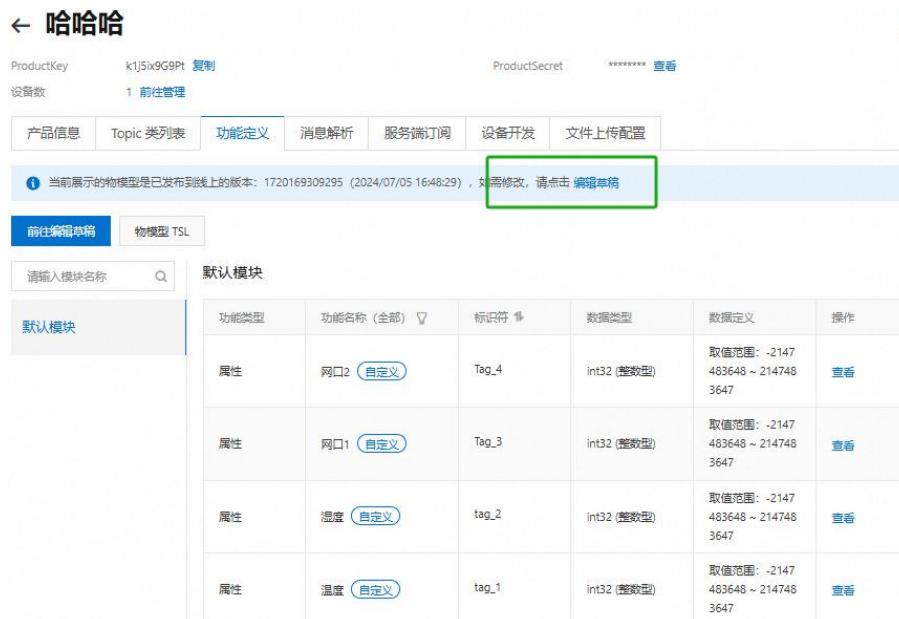 ← 哈哈哈
ProductKey k1j5ix9G9Pt 复制 ProductSecret ******** 查看
设备数 1 前往管理
产品信息 Topic 类列表 功能定义 消息解析 服务端订阅 设备开发 文件上传配置
当前展示的物模型是已发布到线上的版本：1720169309295（2024/07/05 16:48:29），如需修改，请点击 编辑草稿
前往编辑草稿 物模型 TSL
请输入模块名称 默认模块
默认模块
功能类型 功能名称（全部） 标识符 数据类型 数据定义 操作
属性 网口2 自定义 Tag_4 int32 (整数型) 取值范围：-2147
483648 ~ 214748
3647 查看
属性 网口1 自定义 Tag_3 int32 (整数型) 取值范围：-2147
483648 ~ 214748
3647 查看
属性 湿度 自定义 tag_2 int32 (整数型) 取值范围：-2147
483648 ~ 214748
3647 查看
属性 温度 自定义 tag_1 int32 (整数型) 取值范围：-2147
483648 ~ 214748
3647 查看